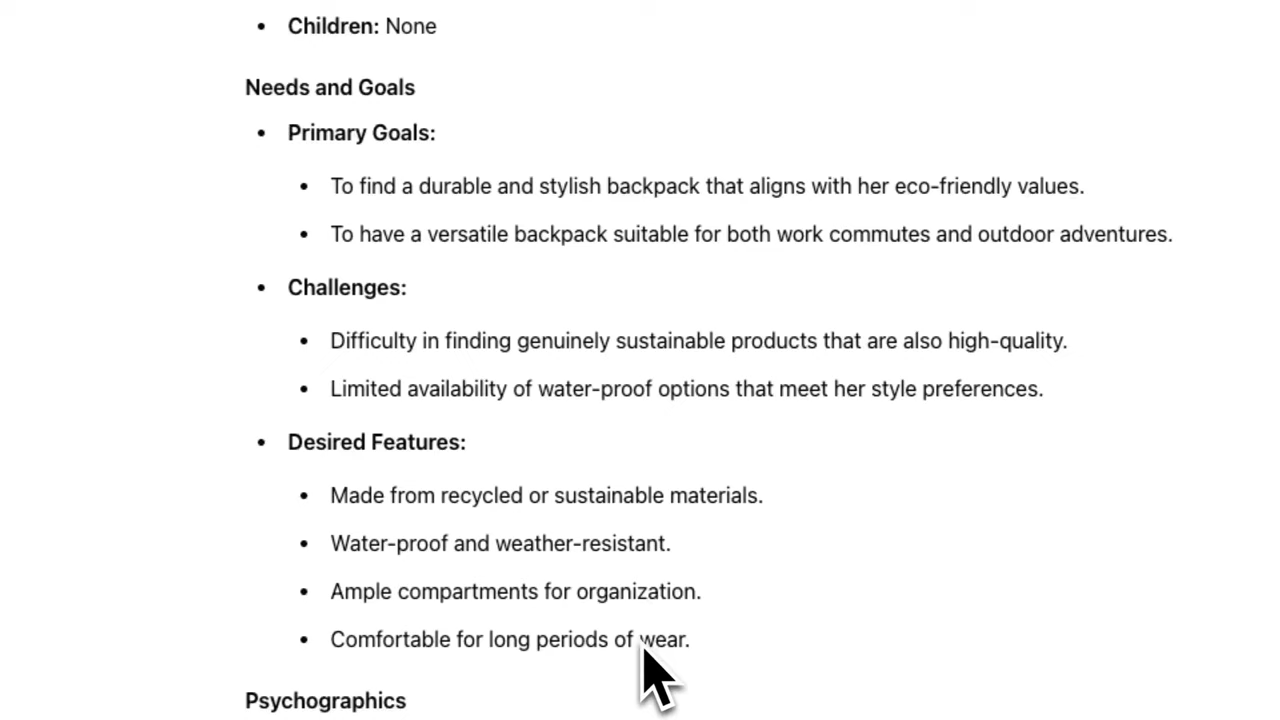 • Children: None
Needs and Goals
• Primary Goals:
• To find a durable and stylish backpack that aligns with her eco-friendly values.
• To have a versatile backpack suitable for both work commutes and outdoor adventures.
• Challenges:
• Difficulty in finding genuinely sustainable products that are also high-quality.
• Limited availability of water-proof options that meet her style preferences.
• Desired Features:
• Made from recycled or sustainable materials.
• Water-proof and weather-resistant.
• Ample compartments for organization.
• Comfortable for long periods of wear.
Psychographics